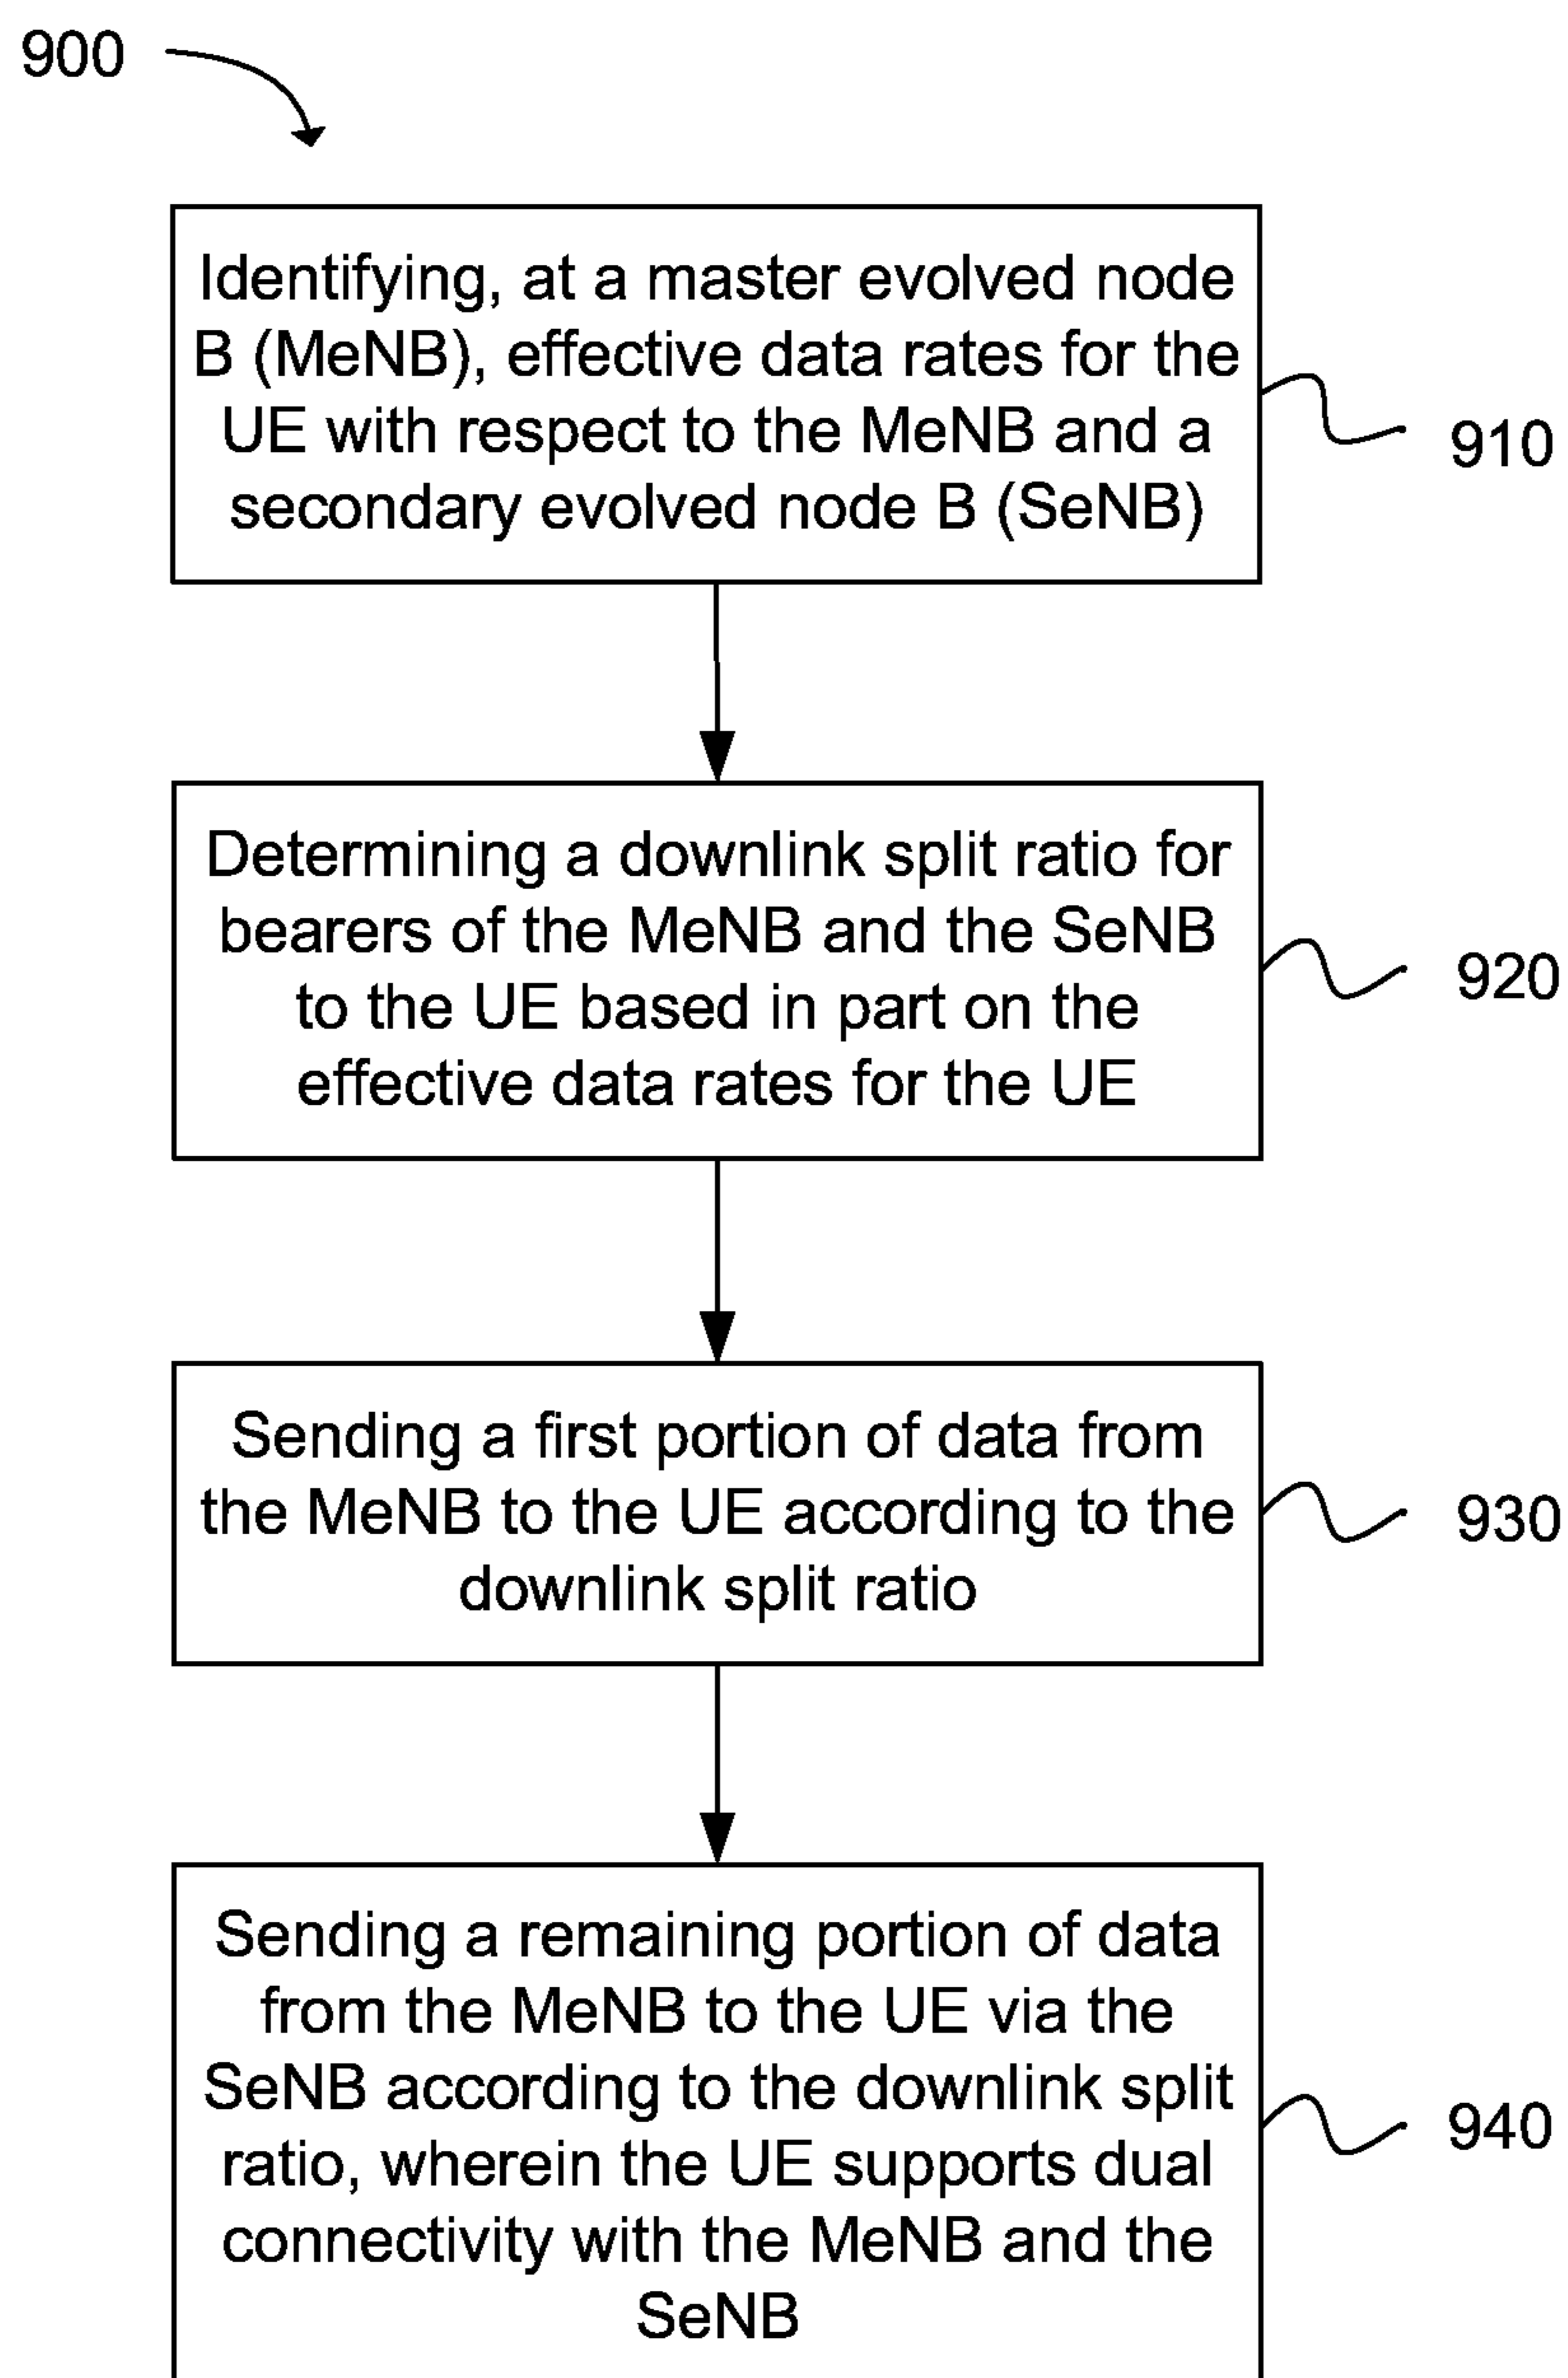 900
Identifying, at a master evolved node
B (MeNB), effective data rates for the
UE with respect to the MeNB and a
secondary evolved node B (SeNB)
910
Determining a downlink split ratio for
bearers of the MeNB and the SeNB
to the UE based in part on the
effective data rates for the UE
920
Sending a first portion of data from
the MeNB to the UE according to the
downlink split ratio
930
Sending a remaining portion of data
from the MeNB to the UE via the
SeNB according to the downlink split
ratio, wherein the UE supports dual
connectivity with the MeNB and the
SeNB
940